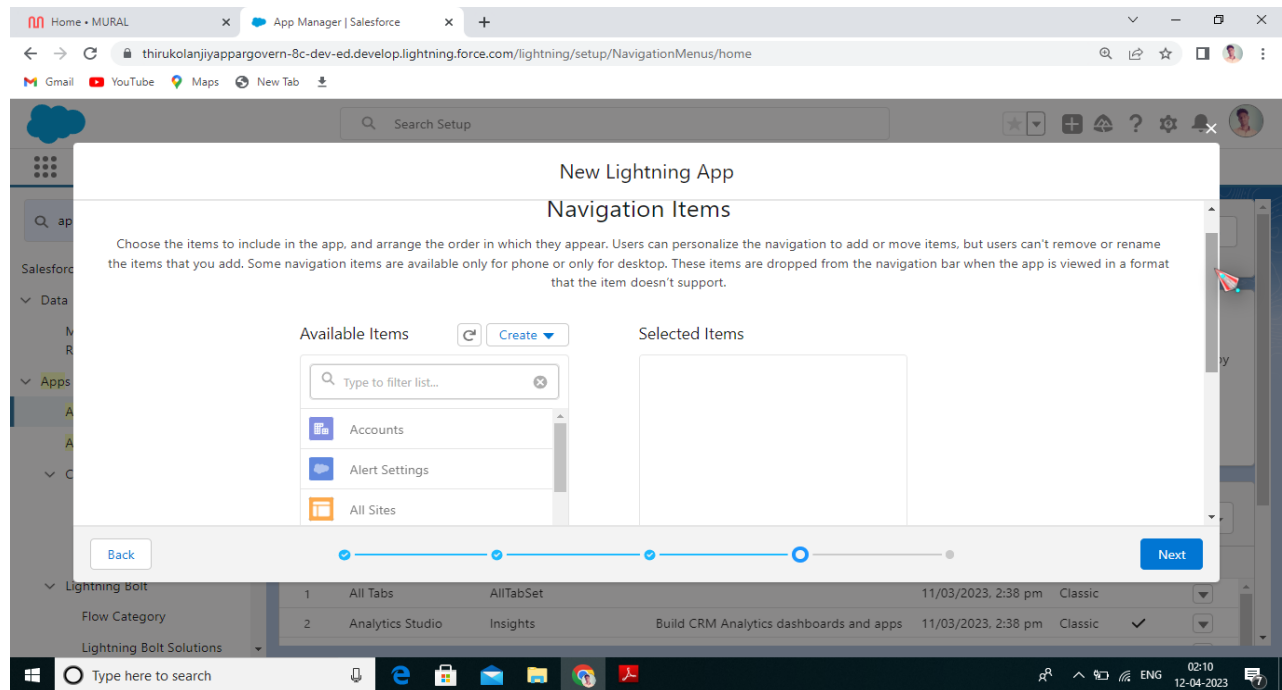 Home • MURAL
App Manager | Salesforce
thirukolanjiyappargovern-8c-dev-ed.develop.lightning.force.com/lightning/setup/NavigationMenus/home
Gmail YouTube Maps New Tab
Search Setup
New Lightning App
ap
Navigation Items
Choose the items to include in the app, and arrange the order in which they appear. Users can personalize the navigation to add or move items, but users can't remove or rename
the items that you add. Some navigation items are available only for phone or only for desktop. These items are dropped from the navigation bar when the app is viewed in a format
that the item doesn't support.
Salesforc
Data
M
R
Apps
A
A
C
Available Items
Create
Selected Items
Type to filter list...
Accounts
Alert Settings
All Sites
Back
Next
Lightning Bolt
Flow Category
Lightning Bolt Solutions
1 All Tabs AllTabSet 11/03/2023, 2:38 pm Classic
2 Analytics Studio Insights Build CRM Analytics dashboards and apps 11/03/2023, 2:38 pm Classic
Type here to search
ENG
02:10
12-04-2023
7